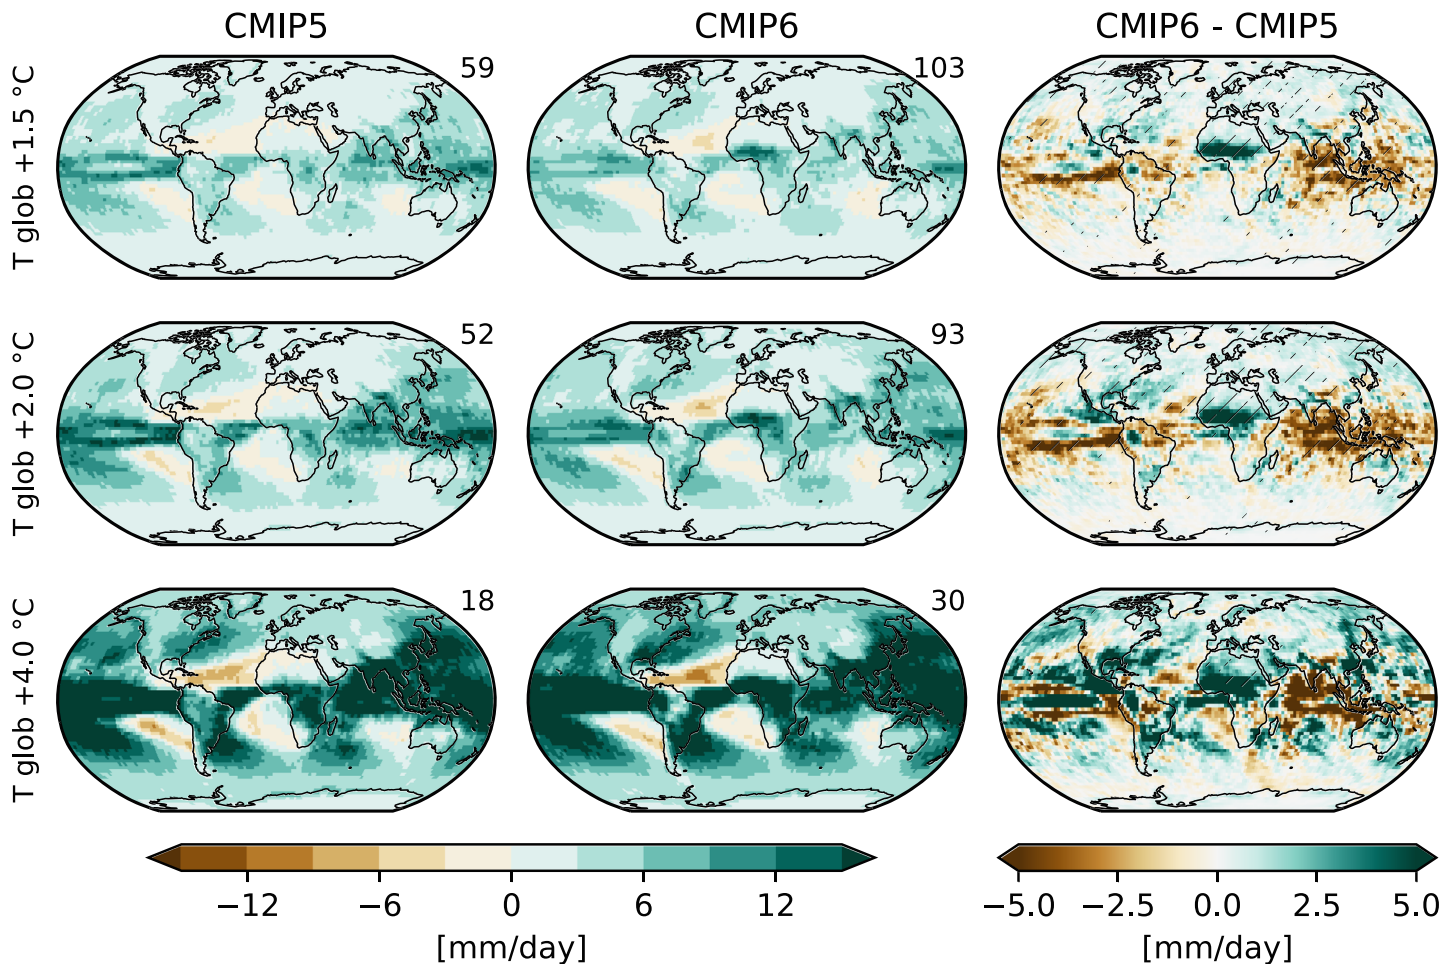 CMIP5 CMIP6 CMIP6 - CMIP5
T glob +1.5 °C
59 103
T glob +2.0 °C
52 93
T glob +4.0 °C
18 30
−12 −6 0 6 12
[mm/day]
−5.0 −2.5 0.0 2.5 5.0
[mm/day]